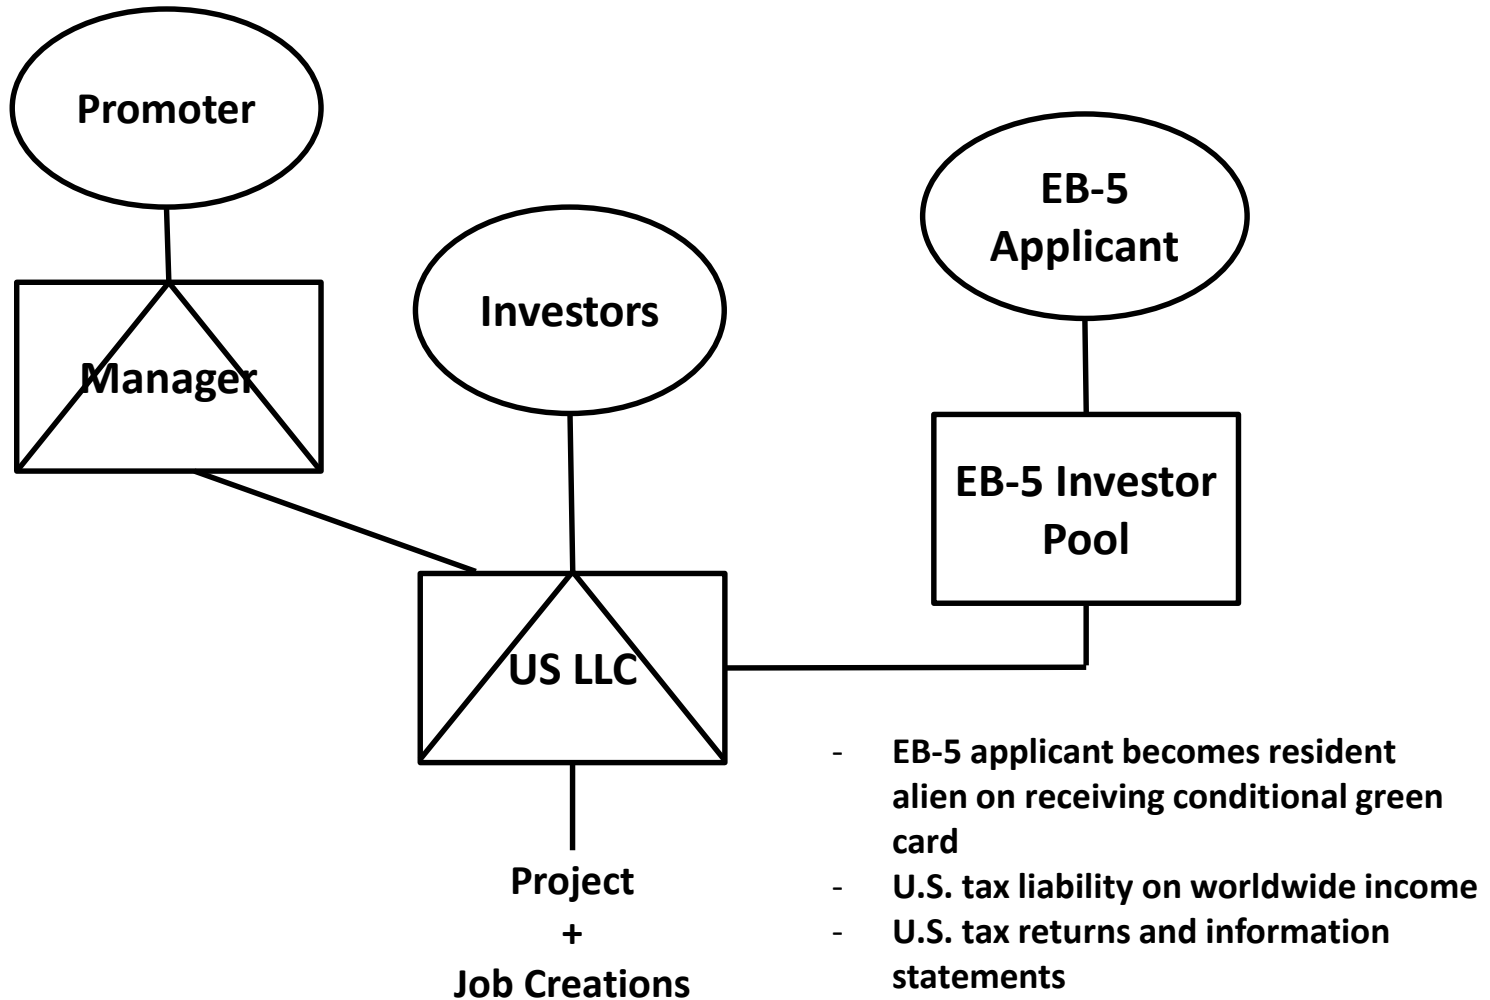 Promoter
EB-5
Applicant
Investors
Manager
EB-5 Investor
Pool
US LLC
- EB-5 applicant becomes resident
alien on receiving conditional green
card
- U.S. tax liability on worldwide income
- U.S. tax returns and information
statements
Project
+
Job Creations